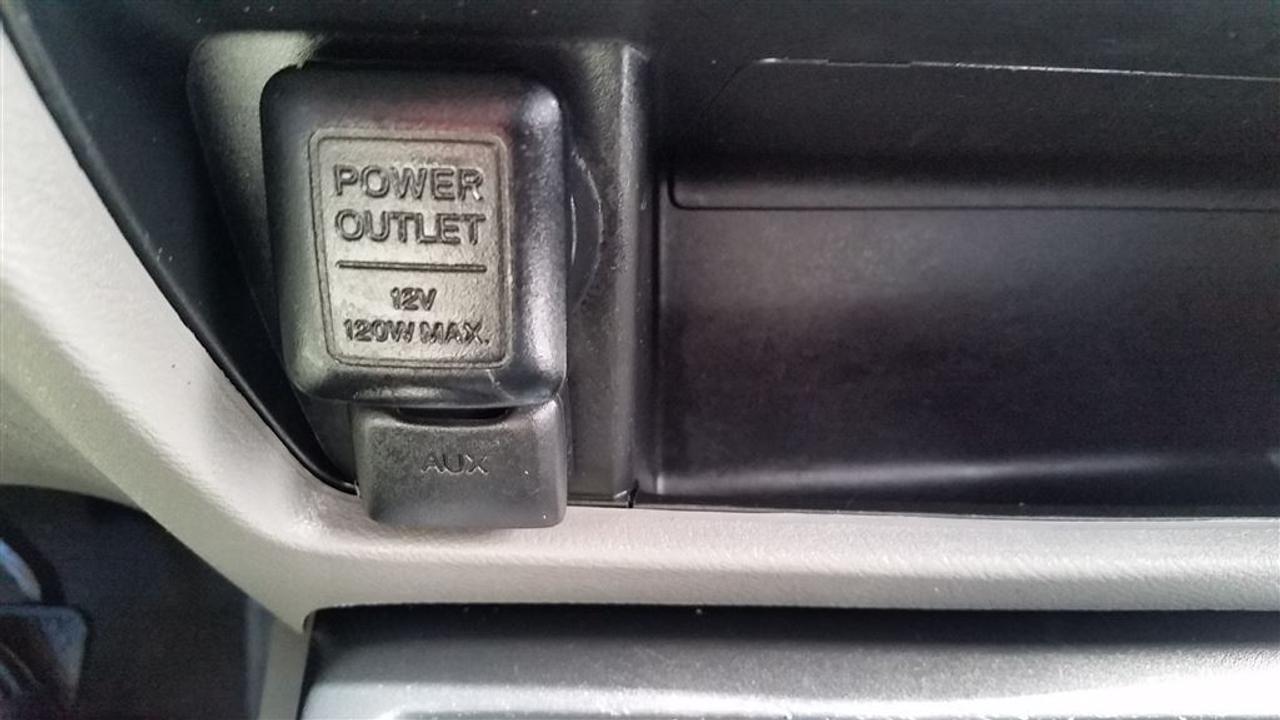 POWER
OUTLET
12V
120W MAX.
AUX